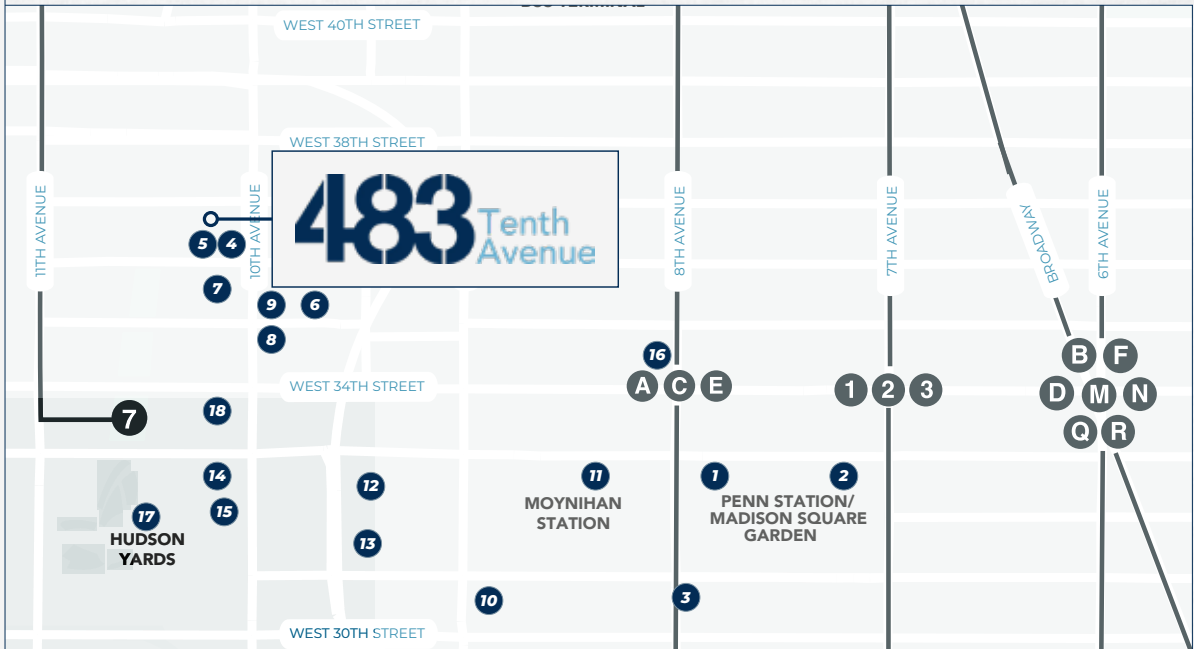 WEST 40TH STREET
WEST 38TH STREET
483
Tenth
Avenue
11TH AVENUE
10TH AVENUE
8TH AVENUE
7TH AVENUE
BROADWAY
6TH AVENUE
5 4
7
9 6
8
16
B F
WEST 34TH STREET
A C E
1 2 3
D M N
7
18
Q R
14
12
11
1
2
MOYNIHAN
STATION
PENN STATION/
MADISON SQUARE
GARDEN
17
15
HUDSON
YARDS
13
10
3
WEST 30TH STREET